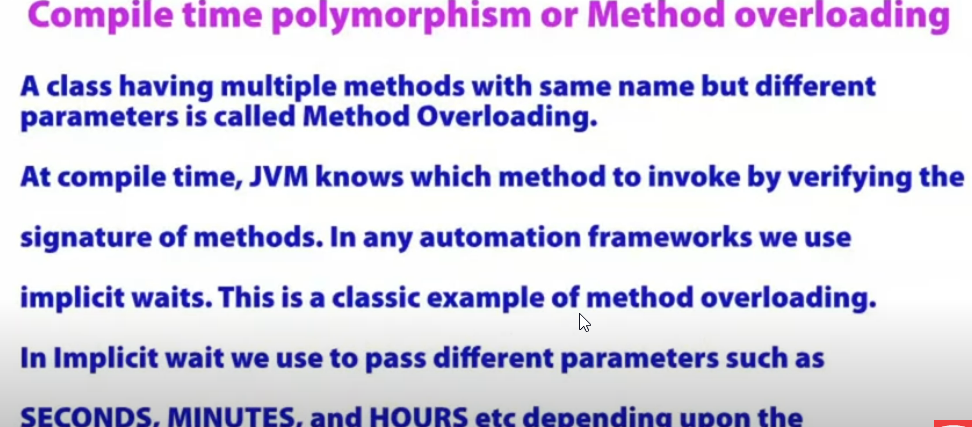 Compile time polymorphism or Method overloading
A class having multiple methods with same name but different
parameters is called Method Overloading.
At compile time, JVM knows which method to invoke by verifying the
signature of methods. In any automation frameworks we use
implicit waits. This is a classic example of method overloading.
In Implicit wait we use to pass different parameters such as
SECONDS, MINUTES, and HOURS etc depending upon the